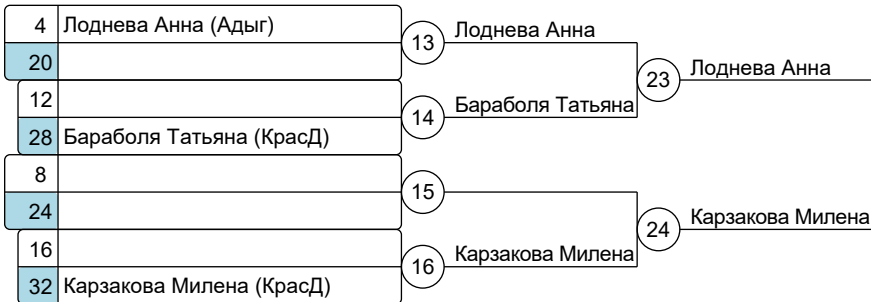 4 Лоднева Анна (Адыг)
20
13 Лоднева Анна
12
28 Бараболя Татьяна (КрасД)
14 Бараболя Татьяна
23 Лоднева Анна
8
24
15
16
32 Карзакова Милена (КрасД)
16 Карзакова Милена
24 Карзакова Милена